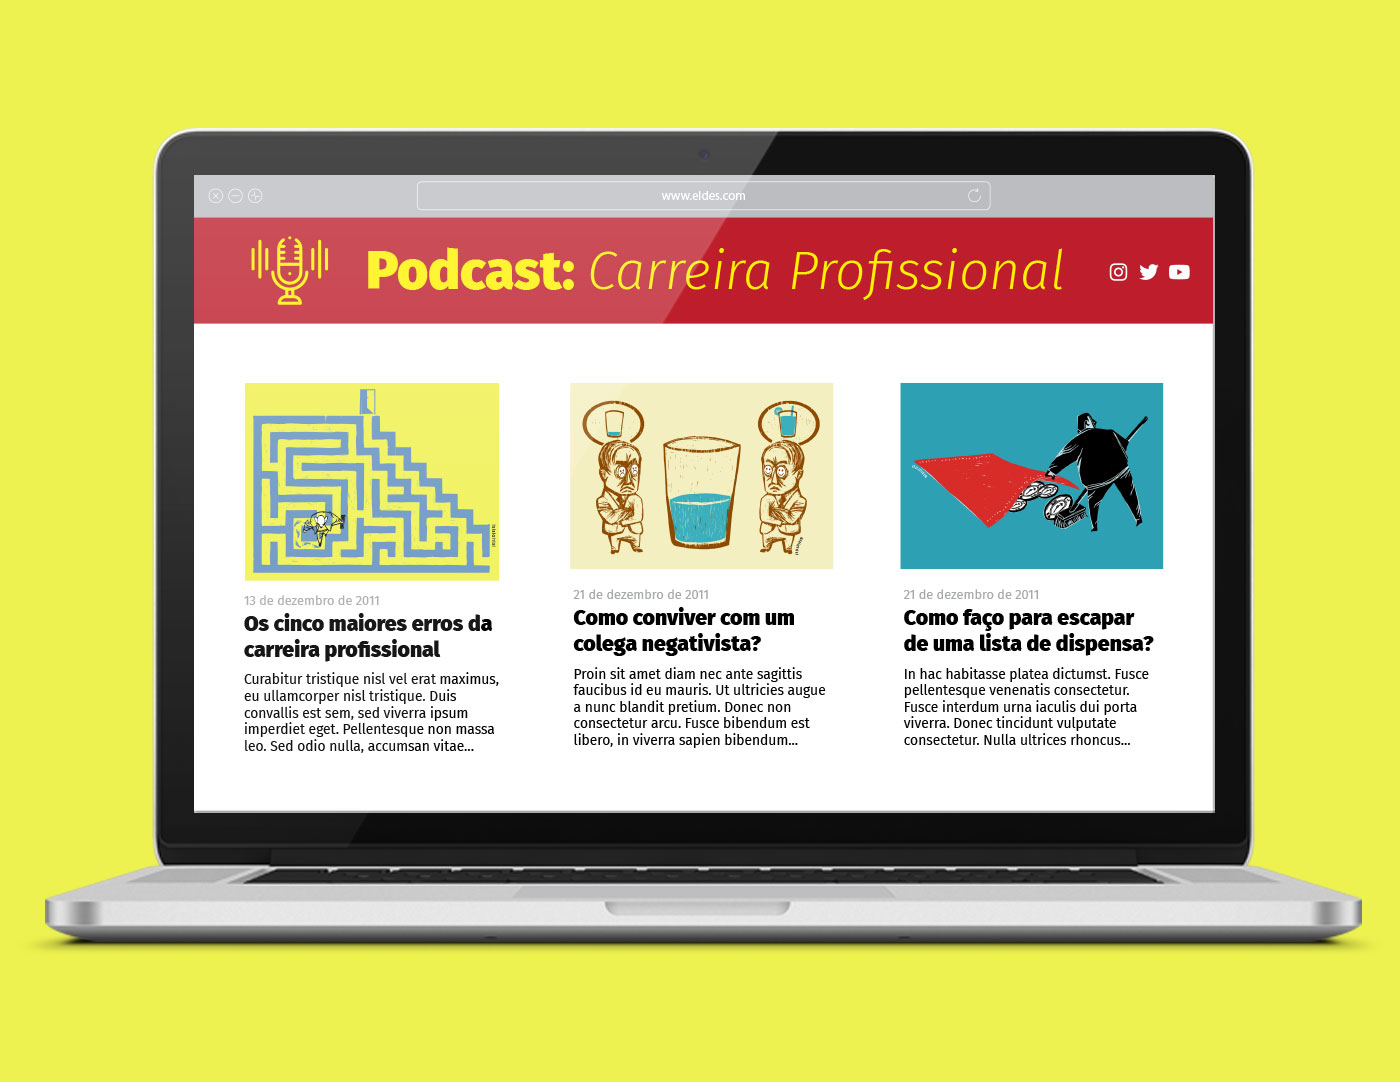 www.eldes.com
Podcast: Carreira Profissional
13 de dezembro de 2011
Os cinco maiores erros da
carreira profissional
Curabitur tristique nisl vel erat maximus,
eu ullamcorper nisl tristique. Duis
convallis est sem, sed viverra ipsum
imperdiet eget. Pellentesque non massa
leo. Sed odio nulla, accumsan vitae...
21 de dezembro de 2011
Como conviver com um
colega negativista?
Proin sit amet diam nec ante sagittis
faucibus id eu mauris. Ut ultricies augue
a nunc blandit pretium. Donec non
consectetur arcu. Fusce bibendum est
libero, in viverra sapien bibendum...
21 de dezembro de 2011
Como faço para escapar
de uma lista de dispensa?
In hac habitasse platea dictumst. Fusce
pellentesque venenatis consectetur.
Fusce interdum urna iaculis dui porta
viverra. Donec tincidunt vulputate
consectetur. Nulla ultrices rhoncus...